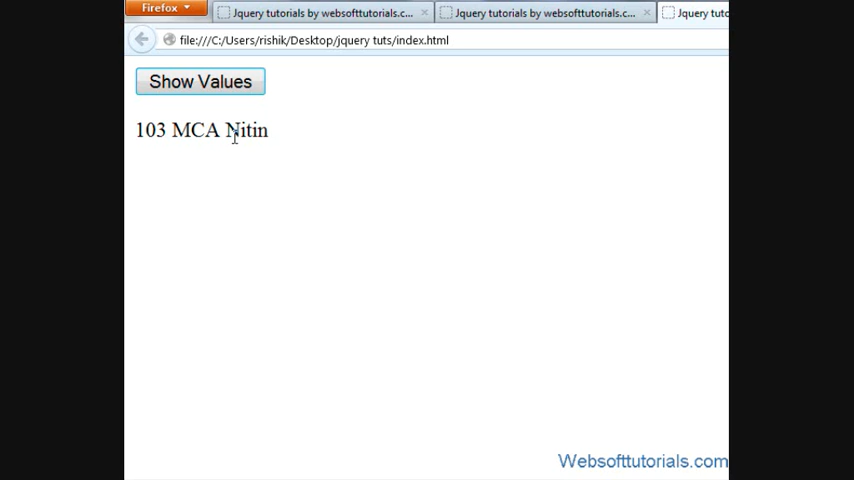 Firefox
Jquery tutorials by websofttutorials.c...
Jquery tutorials by websofttutorials.c...
Jquery tuto
file:///C:/Users/rishik/Desktop/jquery tuts/index.html
Show Values
103 MCA Nitin
Websofttutorials.com